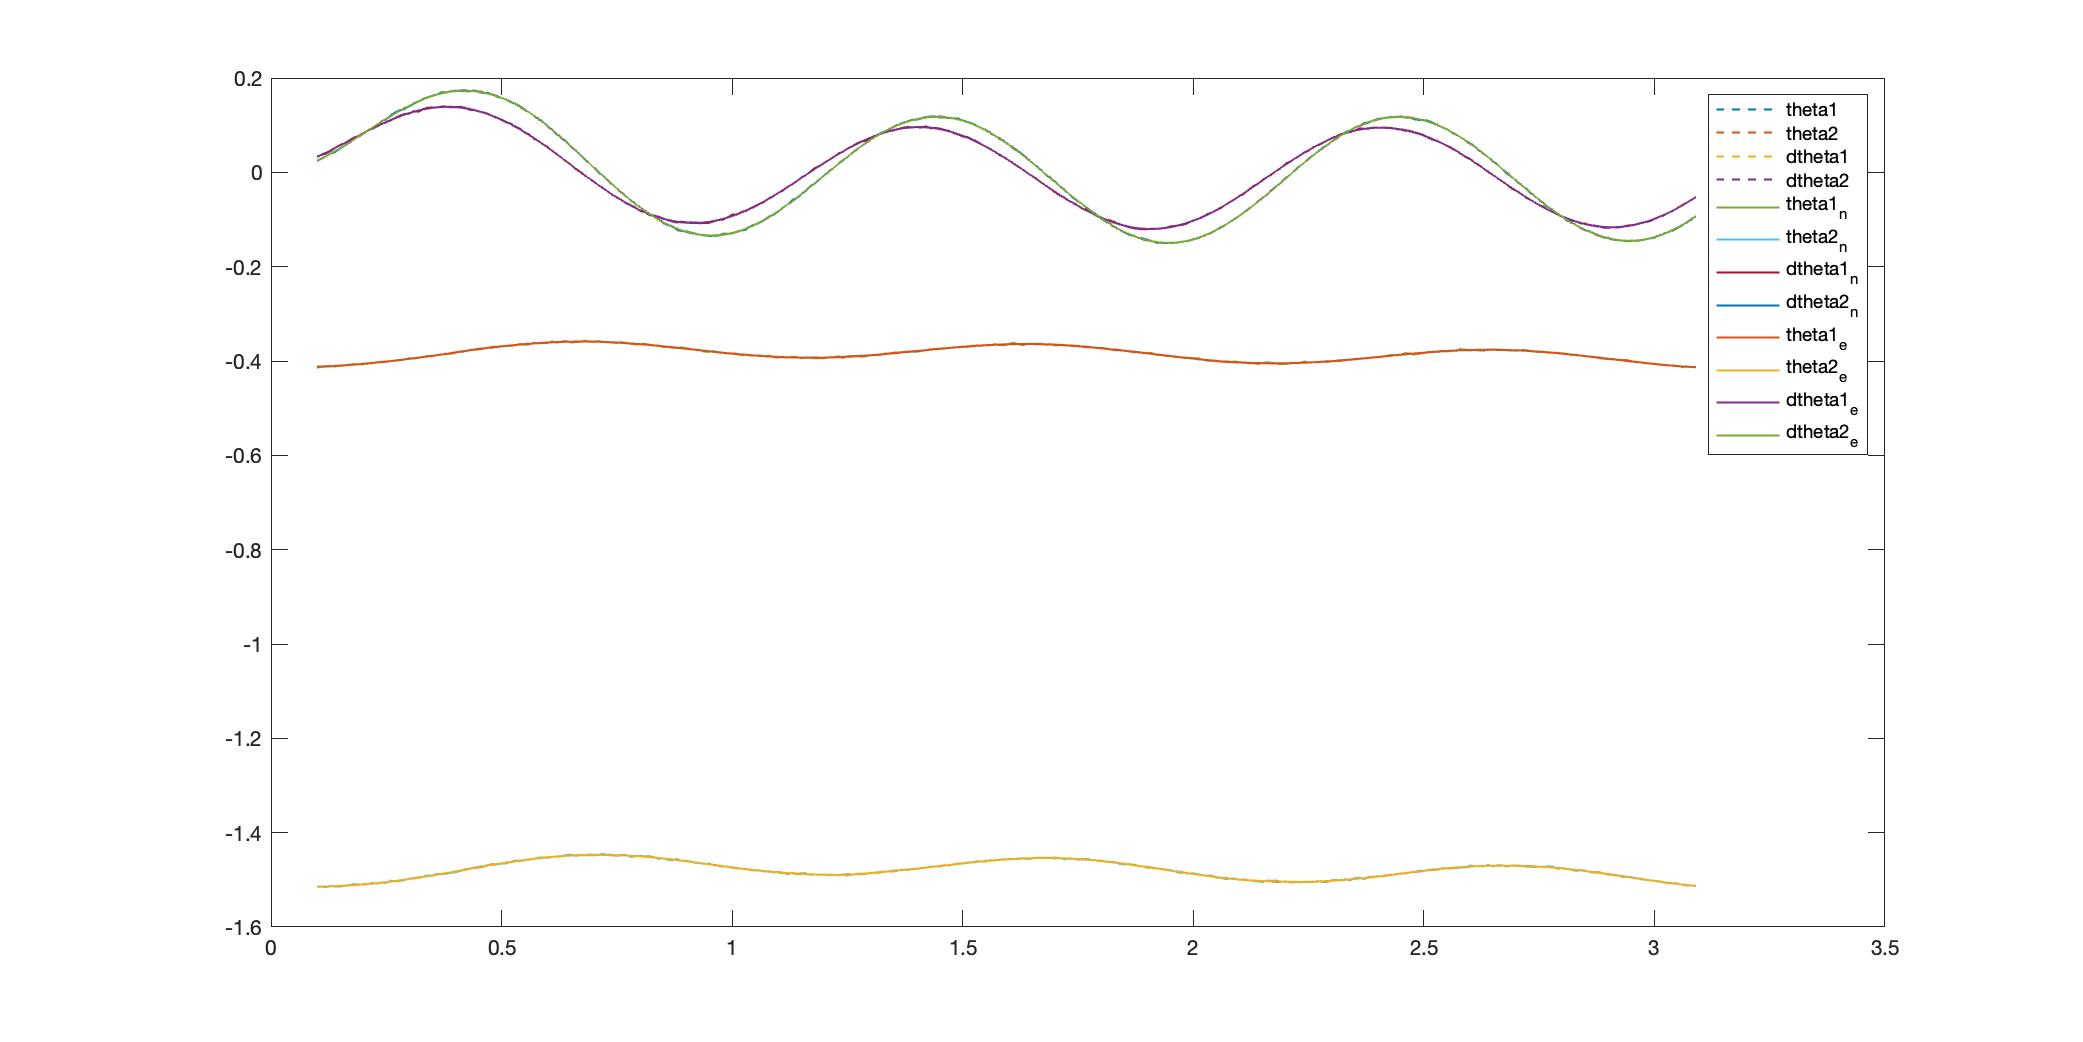 0.2
0
-0.2
-0.4
-0.6
-0.8
-1
-1.2
-1.4
-1.6
0 0.5 1 1.5 2 2.5 3 3.5
theta1
theta2
dtheta1
dtheta2
theta1n
theta2n
dtheta1n
dtheta2n
theta1e
theta2e
dtheta1e
dtheta2e